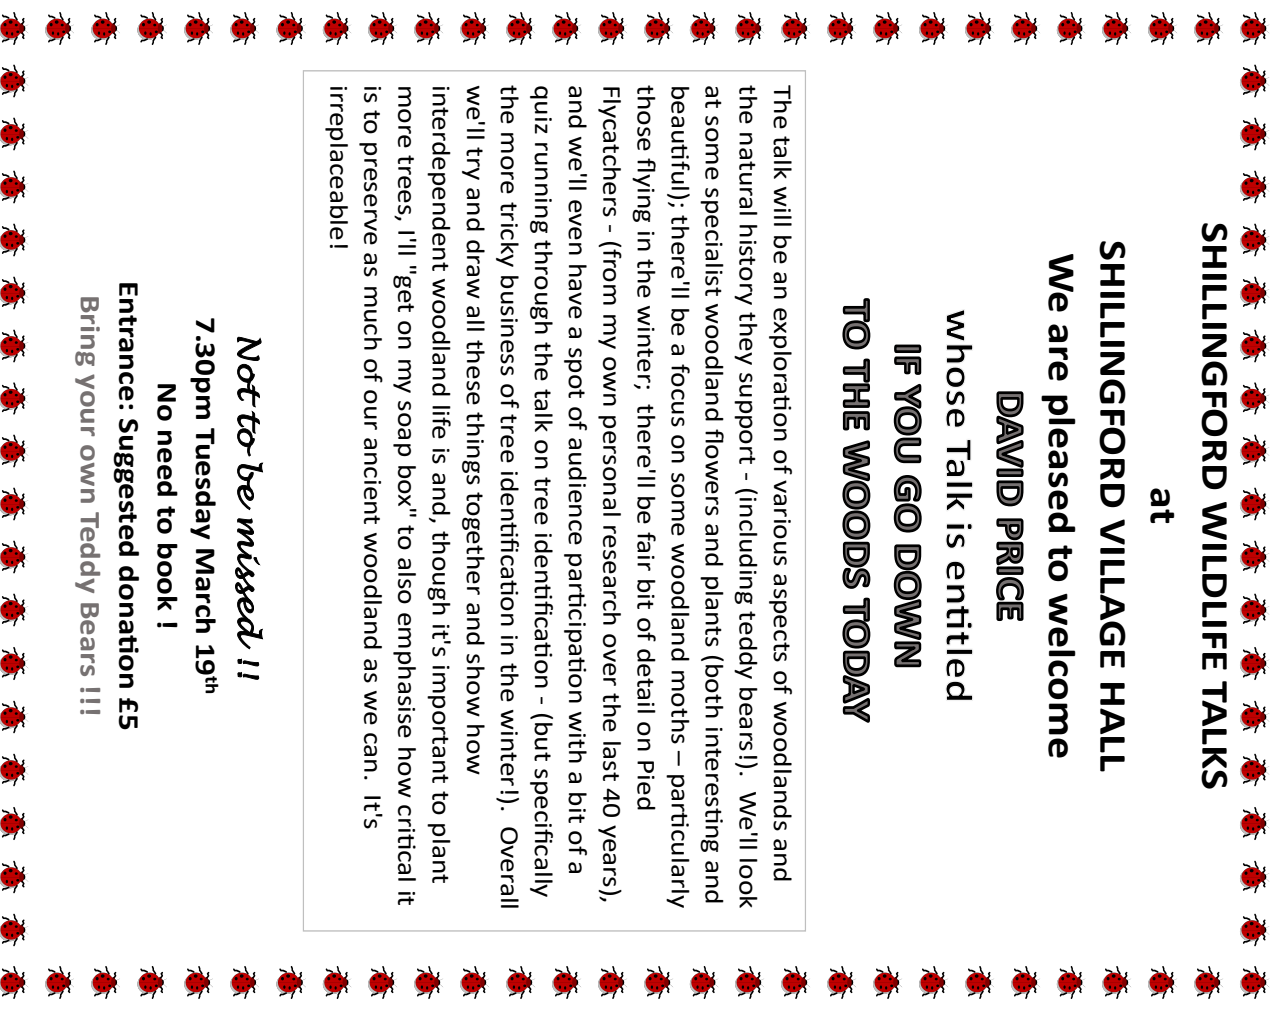 SHILLINGFORD WILDLIFE TALKS
at
SHILLINGFORD VILLAGE HALL
We are pleased to welcome
DAVID PRICE
whose Talk is entitled
IF YOU GO DOWN
TO THE WOODS TODAY
The talk will be an exploration of various aspects of woodlands and
the natural history they support - (including teddy bears!).  We'll look
at some specialist woodland flowers and plants (both interesting and
beautiful); there'll be a focus on some woodland moths – particularly
those flying in the winter;  there'll be fair bit of detail on Pied
Flycatchers - (from my own personal research over the last 40 years),
and we'll even have a spot of audience participation with a bit of a
quiz running through the talk on tree identification - (but specifically
the more tricky business of tree identification in the winter!).  Overall
we'll try and draw all these things together and show how
interdependent woodland life is and, though it's important to plant
more trees, I'll "get on my soap box" to also emphasise how critical it
is to preserve as much of our ancient woodland as we can.  It's
irreplaceable!
Not to be missed !!
7.30pm Tuesday March 19th
No need to book !
Entrance: Suggested donation £5
Bring your own Teddy Bears !!!